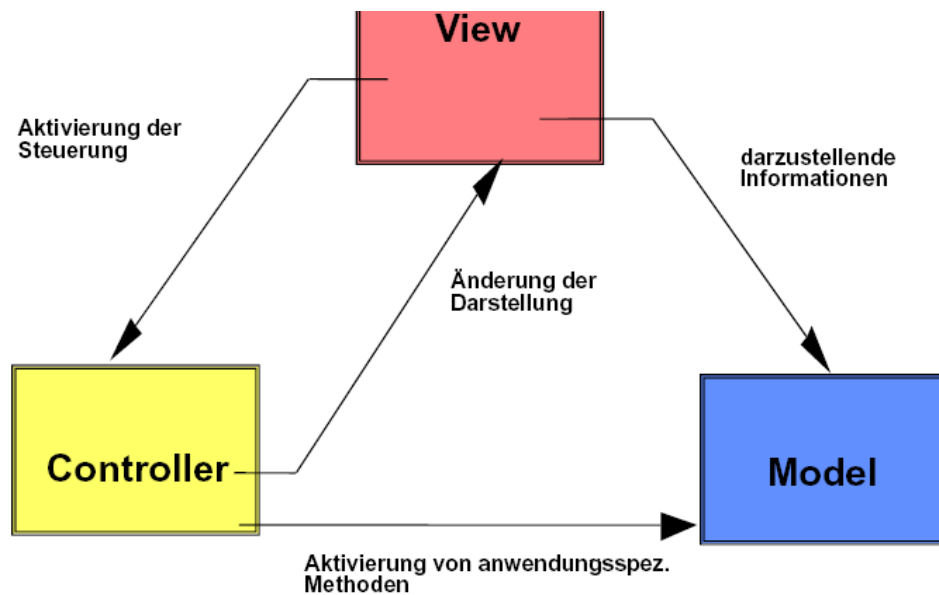 View
Aktivierung der
Steuerung
darzustellende
Informationen
Änderung der
Darstellung
Controller
Model
Aktivierung von anwendungsspez.
Methoden